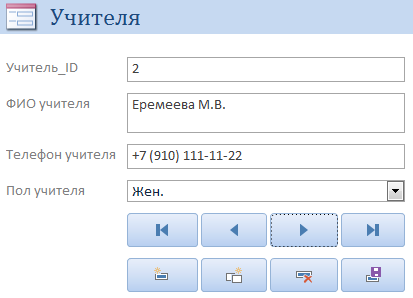 Учителя
Учитель_ID 2
ФИО учителя Еремеева М.В.
Телефон учителя +7 (910) 111-11-22
Пол учителя Жен.